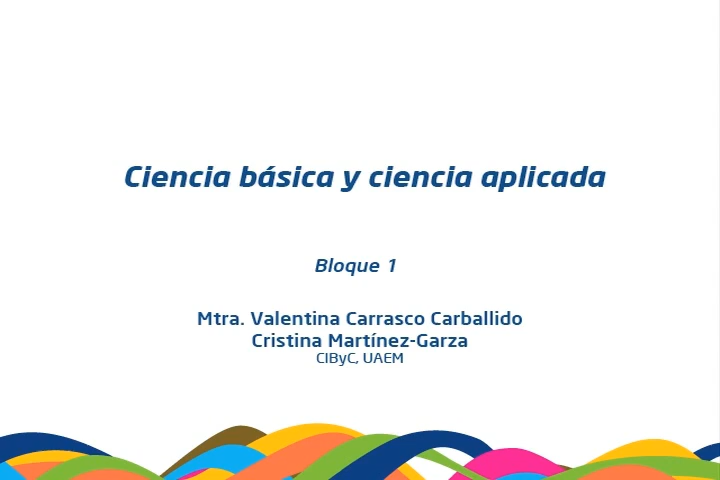 Ciencia básica y ciencia aplicada
Bloque 1
Mtra. Valentina Carrasco Carballido
Cristina Martínez-Garza
CIByC, UAEM